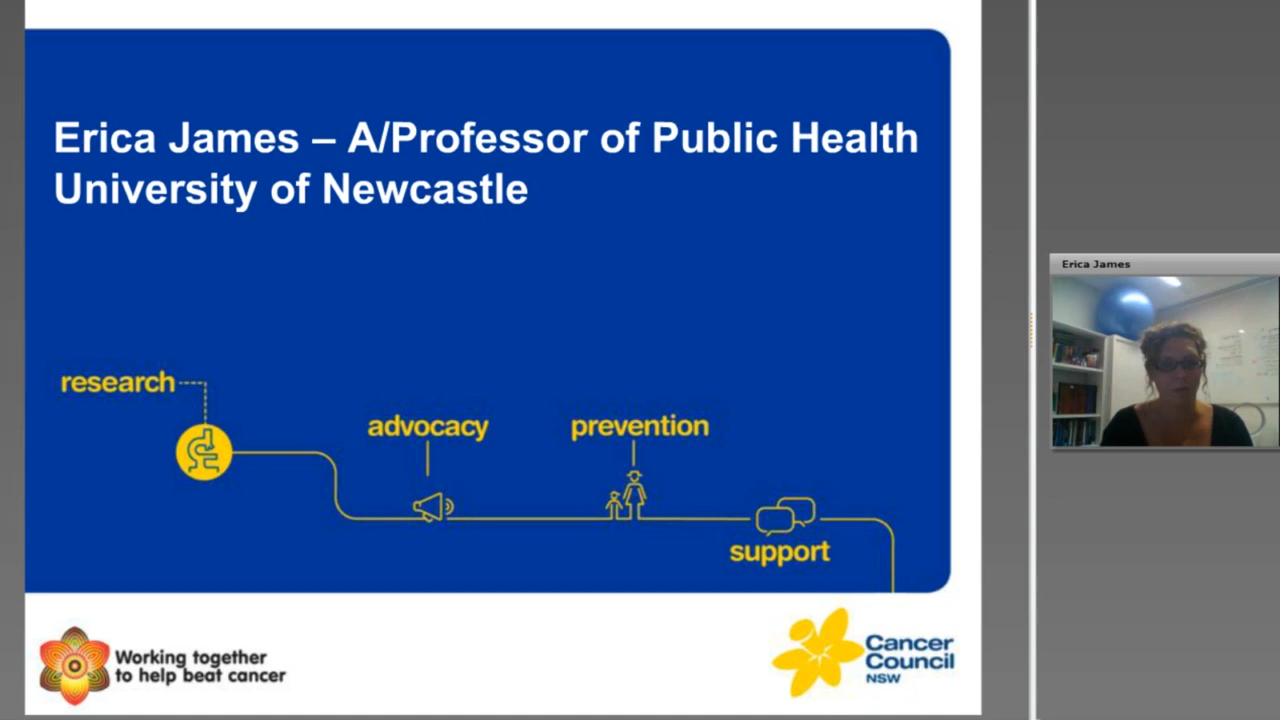 Erica James – A/Professor of Public Health
University of Newcastle
research
advocacy
prevention
support
Working together
to help beat cancer
Cancer
Council
NSW
Erica James